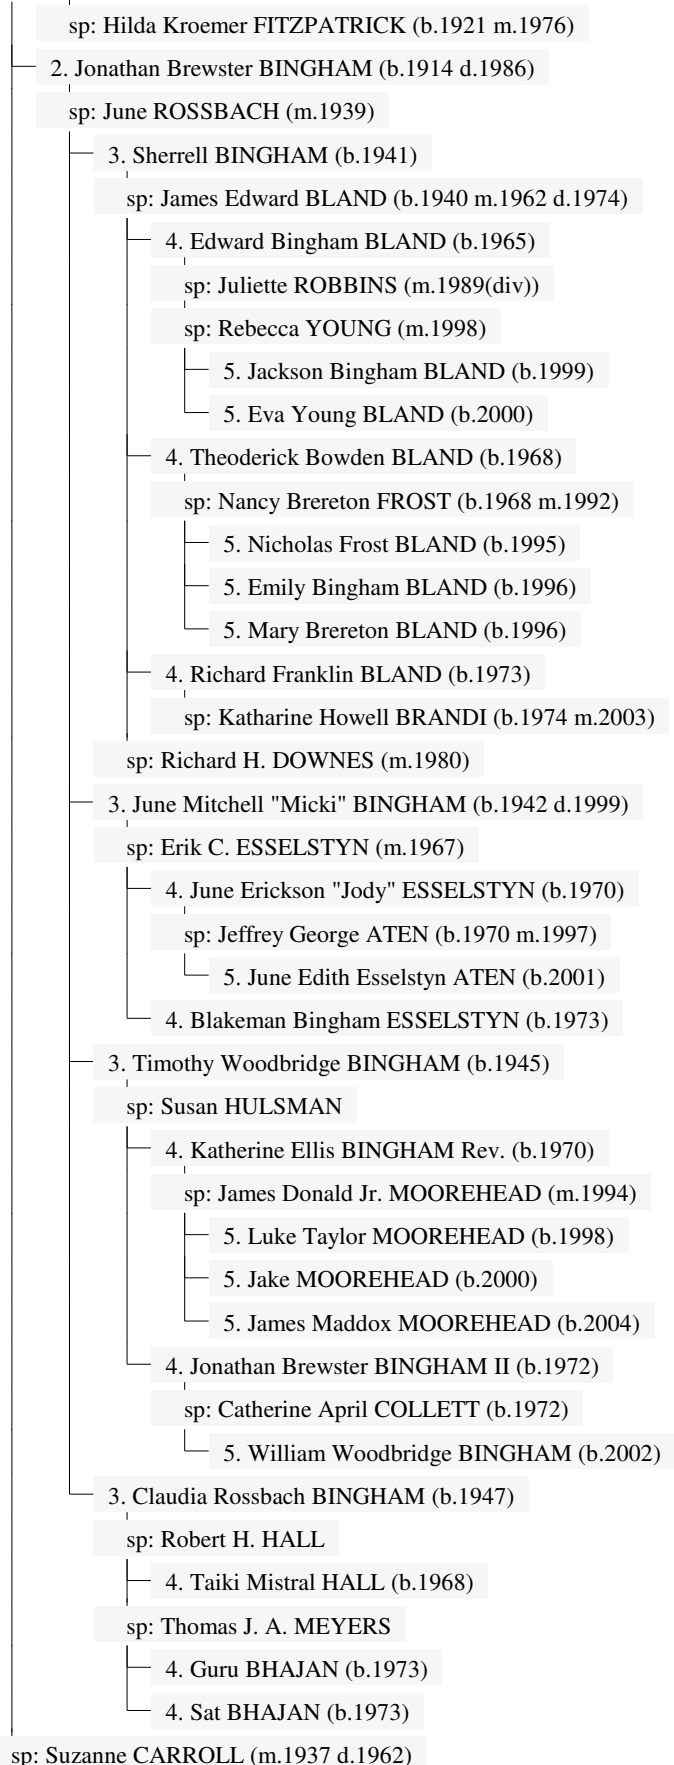 sp: Hilda Kroemer FITZPATRICK (b.1921 m.1976)
2. Jonathan Brewster BINGHAM (b.1914 d.1986)
sp: June ROSSBACH (m.1939)
3. Sherrell BINGHAM (b.1941)
sp: James Edward BLAND (b.1940 m.1962 d.1974)
4. Edward Bingham BLAND (b.1965)
sp: Juliette ROBBINS (m.1989(div))
sp: Rebecca YOUNG (m.1998)
5. Jackson Bingham BLAND (b.1999)
5. Eva Young BLAND (b.2000)
4. Theoderick Bowden BLAND (b.1968)
sp: Nancy Brereton FROST (b.1968 m.1992)
5. Nicholas Frost BLAND (b.1995)
5. Emily Bingham BLAND (b.1996)
5. Mary Brereton BLAND (b.1996)
4. Richard Franklin BLAND (b.1973)
sp: Katharine Howell BRANDI (b.1974 m.2003)
sp: Richard H. DOWNES (m.1980)
3. June Mitchell "Micki" BINGHAM (b.1942 d.1999)
sp: Erik C. ESSELSTYN (m.1967)
4. June Erickson "Jody" ESSELSTYN (b.1970)
sp: Jeffrey George ATEN (b.1970 m.1997)
5. June Edith Esselstyn ATEN (b.2001)
4. Blakeman Bingham ESSELSTYN (b.1973)
3. Timothy Woodbridge BINGHAM (b.1945)
sp: Susan HULSMAN
4. Katherine Ellis BINGHAM Rev. (b.1970)
sp: James Donald Jr. MOOREHEAD (m.1994)
5. Luke Taylor MOOREHEAD (b.1998)
5. Jake MOOREHEAD (b.2000)
5. James Maddox MOOREHEAD (b.2004)
4. Jonathan Brewster BINGHAM II (b.1972)
sp: Catherine April COLLETT (b.1972)
5. William Woodbridge BINGHAM (b.2002)
3. Claudia Rossbach BINGHAM (b.1947)
sp: Robert H. HALL
4. Taiki Mistral HALL (b.1968)
sp: Thomas J. A. MEYERS
4. Guru BHAJAN (b.1973)
4. Sat BHAJAN (b.1973)
sp: Suzanne CARROLL (m.1937 d.1962)